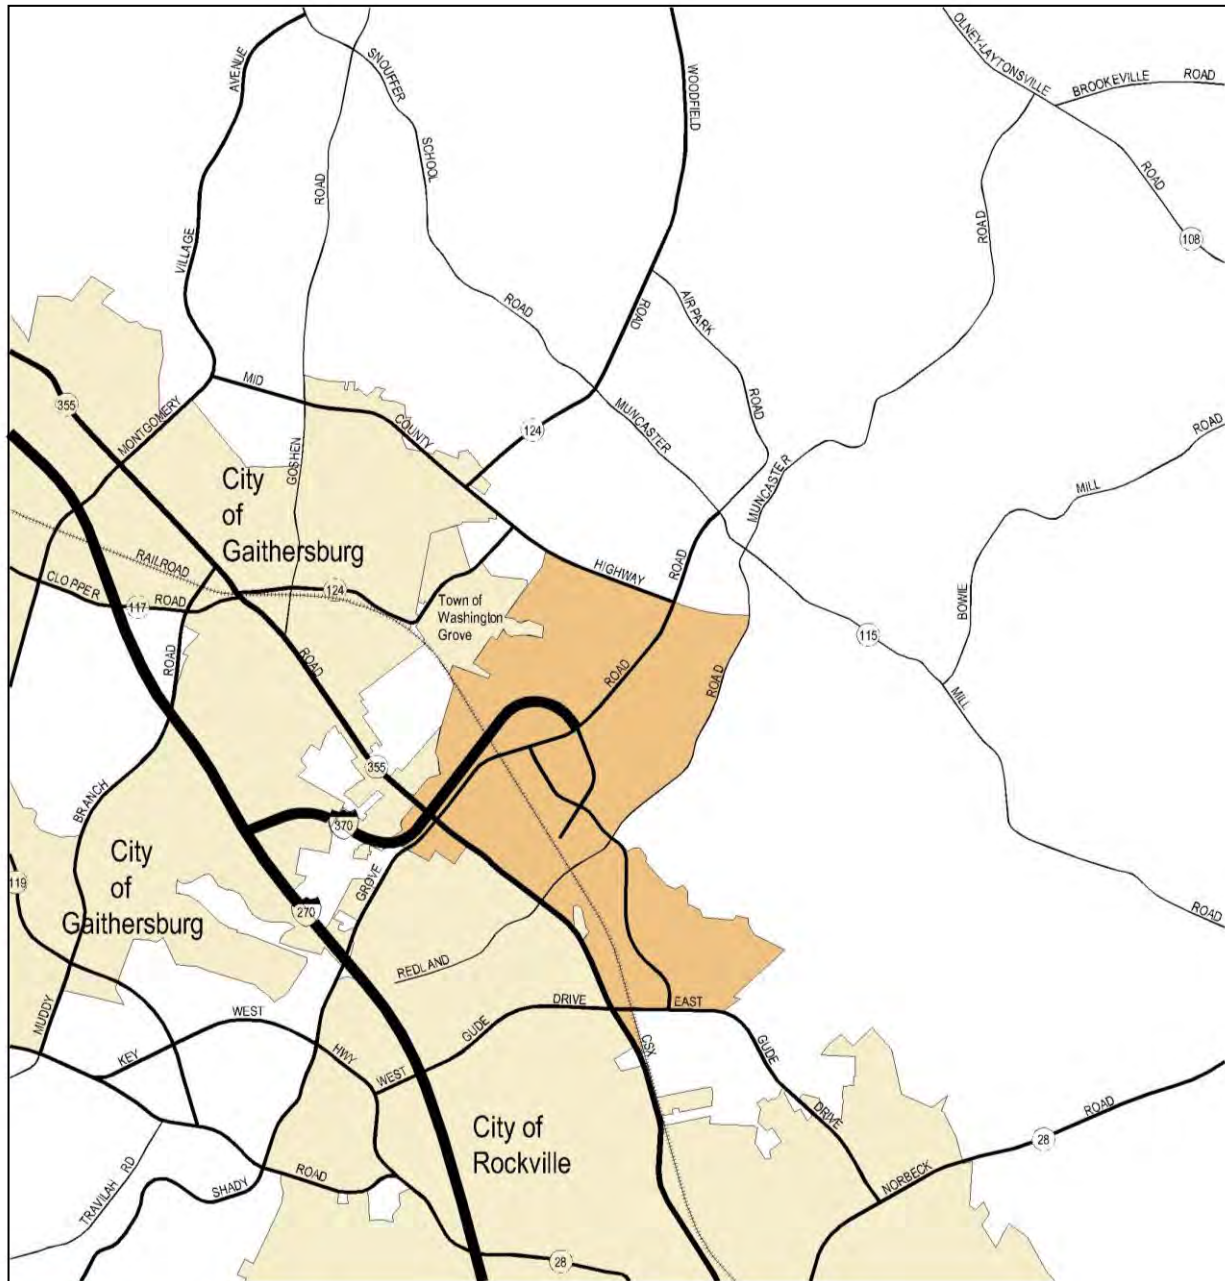 OLNEY-LAYTONSVILLE
BROOKEVILLE ROAD
AVENUE
SNOUFFER
WOODFIELD
SCHOOL
ROAD
ROAD
ROAD
108
VILLAGE
ROAD
ROAD
AIRPARK
MID
355
MONTGOMERY
COUNTY
124
MUNCASTER
ROAD
ROAD
GOSHEN
City
of
Gaithersburg
MUNCASTER
MILL
RAILROAD
HIGHWAY
ROAD
CLOPPER
117
ROAD
124
Town of
Washington
Grove
BOWIE
115
ROAD
ROAD
ROAD
ROAD
MILL
355
BRANCH
370
City
of
Gaithersburg
119
GROVE
270
ROAD
REDLAND
MUDDY
WEST
DRIVE
EAST
KEY
HWY
GUDE
WEST
CSX
GUDE
DRIVE
ROAD
28
City of
Rockville
TRAVILAH RD
SHADY
ROAD
NORBECK
28